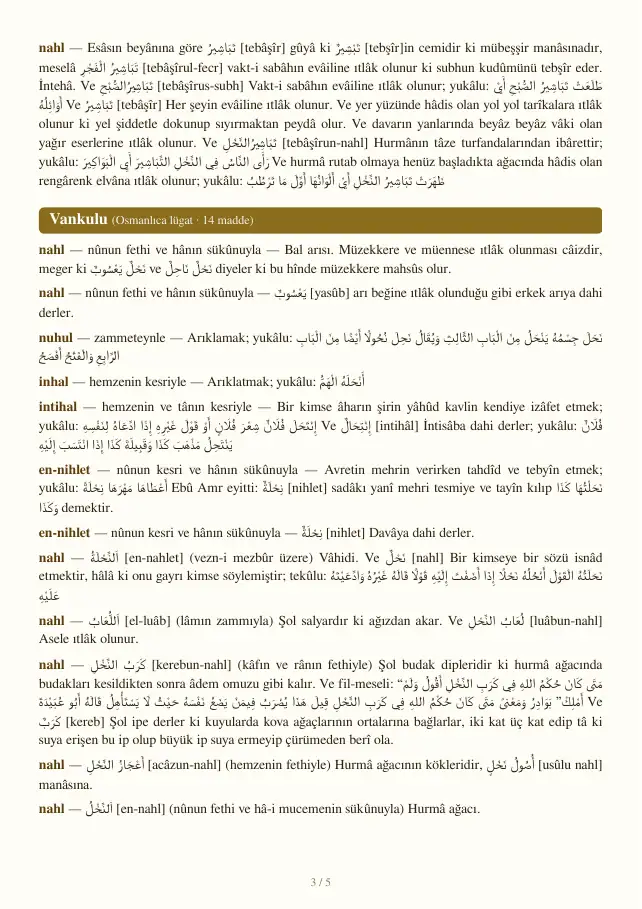 nahl — Esâsın beyânına göre تَبَاشِيرُ [tebâşîr] gûyâ ki تَبْشِيرٌ [tebşîr]in cemidir ki mübeşşir manâsınadır,
meselâ تَبَاشِيرُ الْفَجْرِ [tebâşîrul-fecr] vakt-i sabâhın evâiline ıtlâk olunur ki subhun kudûmünü tebşîr eder.
İntehâ. Ve تَبَاشِيرُالصُّبْحِ [tebâşîrus-subh] Vakt-i sabâhın evâiline ıtlâk olunur; yukâlu: طَلَعَتْ تَبَاشِيرُ الصُّبْحِ أَيْ
أَوَائِلُهُ Ve تَبَاشِيرُ [tebâşîr] Her şeyin evâiline ıtlâk olunur. Ve yer yüzünde hâdis olan yol yol tarîkalara ıtlâk
olunur ki yel şiddetle dokunup sıyırmaktan peydâ olur. Ve davarın yanlarında beyâz beyâz vâki olan
yağır eserlerine ıtlâk olunur. Ve تَبَاشِيرُالنَّخْلِ [tebâşîrun-nahl] Hurmânın tâze turfandalarından ibârettir;
yukâlu: رَأَى النَّاسُ فِي النَّخْلِ التَّبَاشِيرَ أَيِ الْبَوَاكِيرَ Ve hurmâ rutab olmaya henüz başladıkta ağacında hâdis olan
rengârenk elvâna ıtlâk olunur; yukâlu: ظَهَرَتْ تَبَاشِيرُ النَّخْلِ أَيْ أَلْوَانُهَا أَوَّلَ مَا تَرْطُبُ
Vankulu (Osmanlıca lügat · 14 madde)
nahl — nûnun fethi ve hânın sükûnuyla — Bal arısı. Müzekkere ve müennese ıtlâk olunması câizdir,
meger ki نَحْلٌ يَعْسُوبٌ ve نَحْلٌ نَاحِلٌ diyeler ki bu hînde müzekkere mahsûs olur.
nahl — nûnun fethi ve hânın sükûnuyla — يَعْسُوبٌ [yasûb] arı beğine ıtlâk olunduğu gibi erkek arıya dahi
derler.
nuhul — zammeteynle — Arıklamak; yukâlu: نَحَلَ جِسْمُهُ يَنْحَلُ مِنَ الْبَابِ الثَّالِثِ وَيُقَالُ نَحِلَ نُحُولًا أَيْضًا مِنَ الْبَابِ
الرَّابِعِ وَالْفَتْحُ أَفْصَحُ
inhal — hemzenin kesriyle — Arıklatmak; yukâlu: أَنْحَلَهُ الْهَمُّ
intihal — hemzenin ve tânın kesriyle — Bir kimse âharın şirin yâhûd kavlin kendiye izâfet etmek;
yukâlu: إِنْتَحَلَ فُلَانٌ شِعْرَ فُلَانٍ أَوْ قَوْلَ غَيْرِهِ إِذَا ادَّعَاهُ لِنَفْسِهِ Ve إِنْتِحَالٌ [intihâl] İntisâba dahi derler; yukâlu: فُلَانٌ
يَنْتَحِلُ مَذْهَبَ كَذَا وَقَبِيلَةَ كَذَا إِذَا انْتَسَبَ إِلَيْهِ
en-nihlet — nûnun kesri ve hânın sükûnuyla — Avretin mehrin verirken tahdîd ve tebyîn etmek;
yukâlu: أَعْطَاهَا مَهْرَهَا نِحْلَةً Ebû Amr eyitti: نِحْلَةٌ [nihlet] sadâkı yanî mehri tesmiye ve tayîn kılıp نَحَلْتُهَا كَذَا
وَكَذَا demektir.
en-nihlet — nûnun kesri ve hânın sükûnuyla — نِحْلَةٌ [nihlet] Davâya dahi derler.
nahl — اَلنَّحْلَةُ [en-nahlet] (vezn-i mezbûr üzere) Vâhidi. Ve نَحْلٌ [nahl] Bir kimseye bir sözü isnâd
etmektir, hâlâ ki onu gayrı kimse söylemiştir; tekûlu: نَحَلْتُهُ الْقَوْلَ أَنْحَلُهُ نَحْلًا إِذَا أَضَفْتَ إِلَيْهِ قَوْلًا قَالَهُ غَيْرُهُ وَادَّعَيْتَهُ
عَلَيْهِ
nahl — اَللُّعَابُ [el-luâb] (lâmın zammıyla) Şol salyardır ki ağızdan akar. Ve لُعَابُ النَّحْلِ [luâbun-nahl]
Asele ıtlâk olunur.
nahl — كَرَبُ النَّخْلِ [kerebun-nahl] (kâfın ve rânın fethiyle) Şol budak dipleridir ki hurmâ ağacında
budakları kesildikten sonra âdem omuzu gibi kalır. Ve fil-meseli: “مَتَى كَانَ حُكْمُ اللهِ فِي كَرَبِ النَّخْلِ أَقُولُ وَلَمْ
أَمْلِكْ” بَوَادِرُ وَمَعْنَى مَتَى كَانَ حُكْمُ اللهِ فِي كَرَبِ النَّخْلِ قِيلَ هَذَا يُضْرَبُ فِيمَنْ يَضَعُ نَفْسَهُ حَيْثُ لَا يَسْتَأْهِلُ قَالَهُ أَبُو عُبَيْدَةَ Ve
كَرَبٌ [kereb] Şol ipe derler ki kuyularda kova ağaçlarının ortalarına bağlarlar, iki kat üç kat edip tâ ki
suya erişen bu ip olup büyük ip suya ermeyip çürümeden berî ola.
nahl — أَعْجَازُ النَّخْلِ [acâzun-nahl] (hemzenin fethiyle) Hurmâ ağacının kökleridir, أُصُولُ نَخْلٍ [usûlu nahl]
manâsına.
nahl — اَلنَّخْلُ [en-nahl] (nûnun fethi ve hâ-i mucemenin sükûnuyla) Hurmâ ağacı.
3 / 5